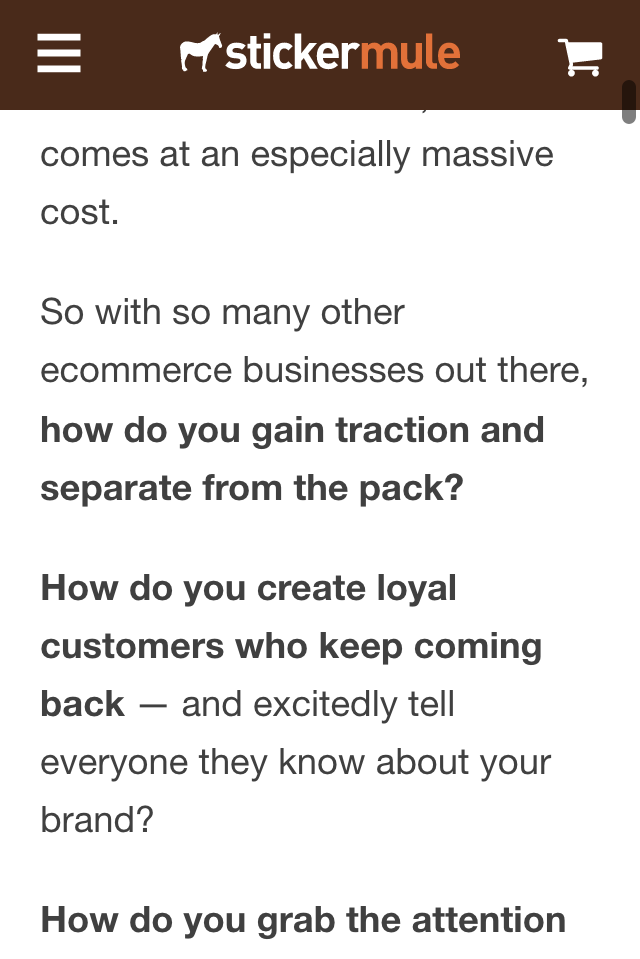 stickermule
comes at an especially massive
cost.
So with so many other
ecommerce businesses out there,
how do you gain traction and
separate from the pack?
How do you create loyal
customers who keep coming
back — and excitedly tell
everyone they know about your
brand?
How do you grab the attention